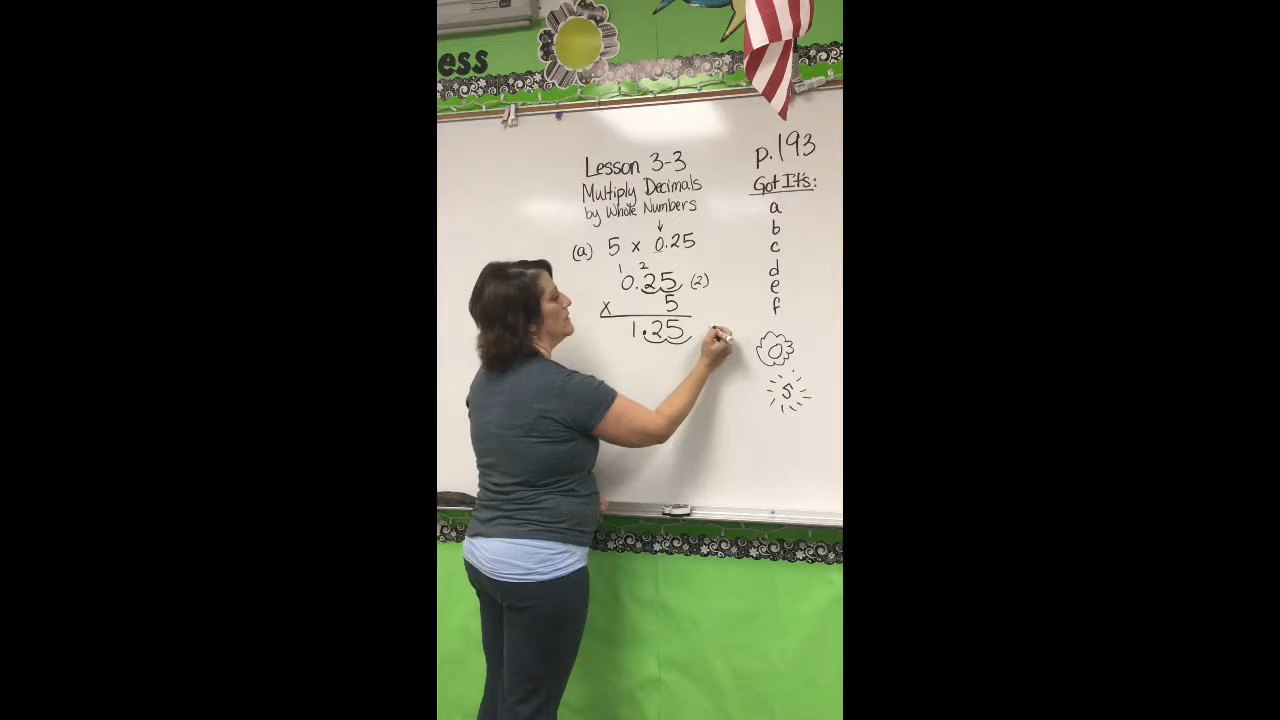 ess
Lesson 3-3
Multiply Decimals
by Whole Numbers
↓
(a) 5 x 0.25
1 2
0.25 (2)
x 5
1.25
p.193
Got It's:
a
b
c
d
e
f
0
3
5